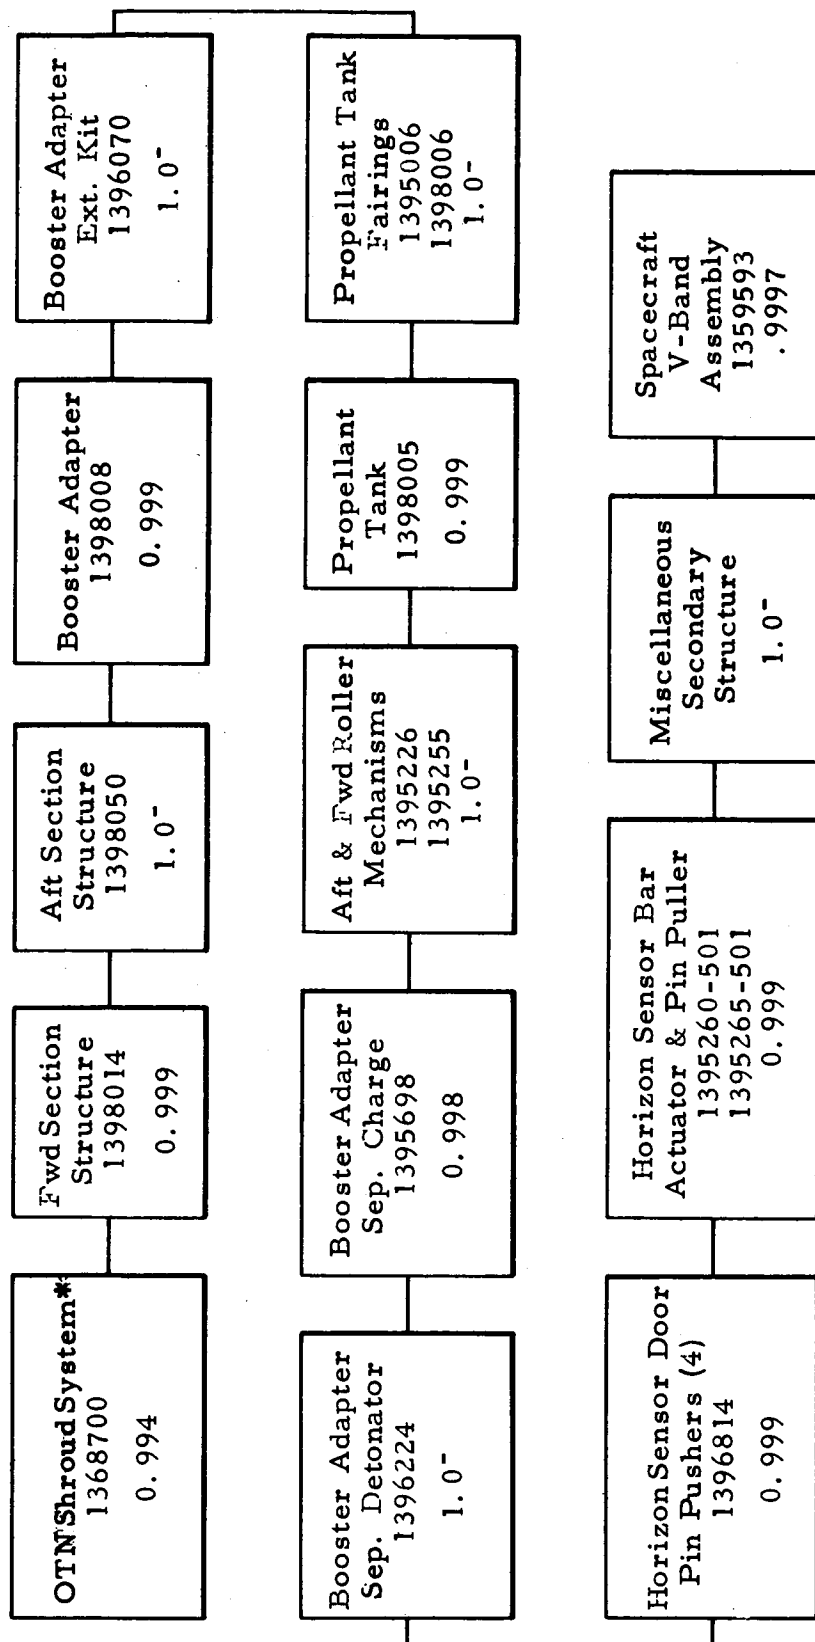 OTN Shroud System*
1368700
0.994
Fwd Section
Structure
1398014
0.999
Aft Section
Structure
1398050
1.0-
Booster Adapter
1398008
0.999
Booster Adapter
Ext. Kit
1396070
1.0-
Booster Adapter
Sep. Detonator
1396224
1.0-
Booster Adapter
Sep. Charge
1395698
0.998
Aft & Fwd Roller
Mechanisms
1395226
1395255
1.0-
Propellant
Tank
1398005
0.999
Propellant Tank
Fairings
1395006
1398006
1.0-
Horizon Sensor Door
Pin Pushers (4)
1396814
0.999
Horizon Sensor Bar
Actuator & Pin Puller
1395260-501
1395265-501
0.999
Miscellaneous
Secondary
Structure
1.0-
Spacecraft
V-Band
Assembly
1359593
.9997